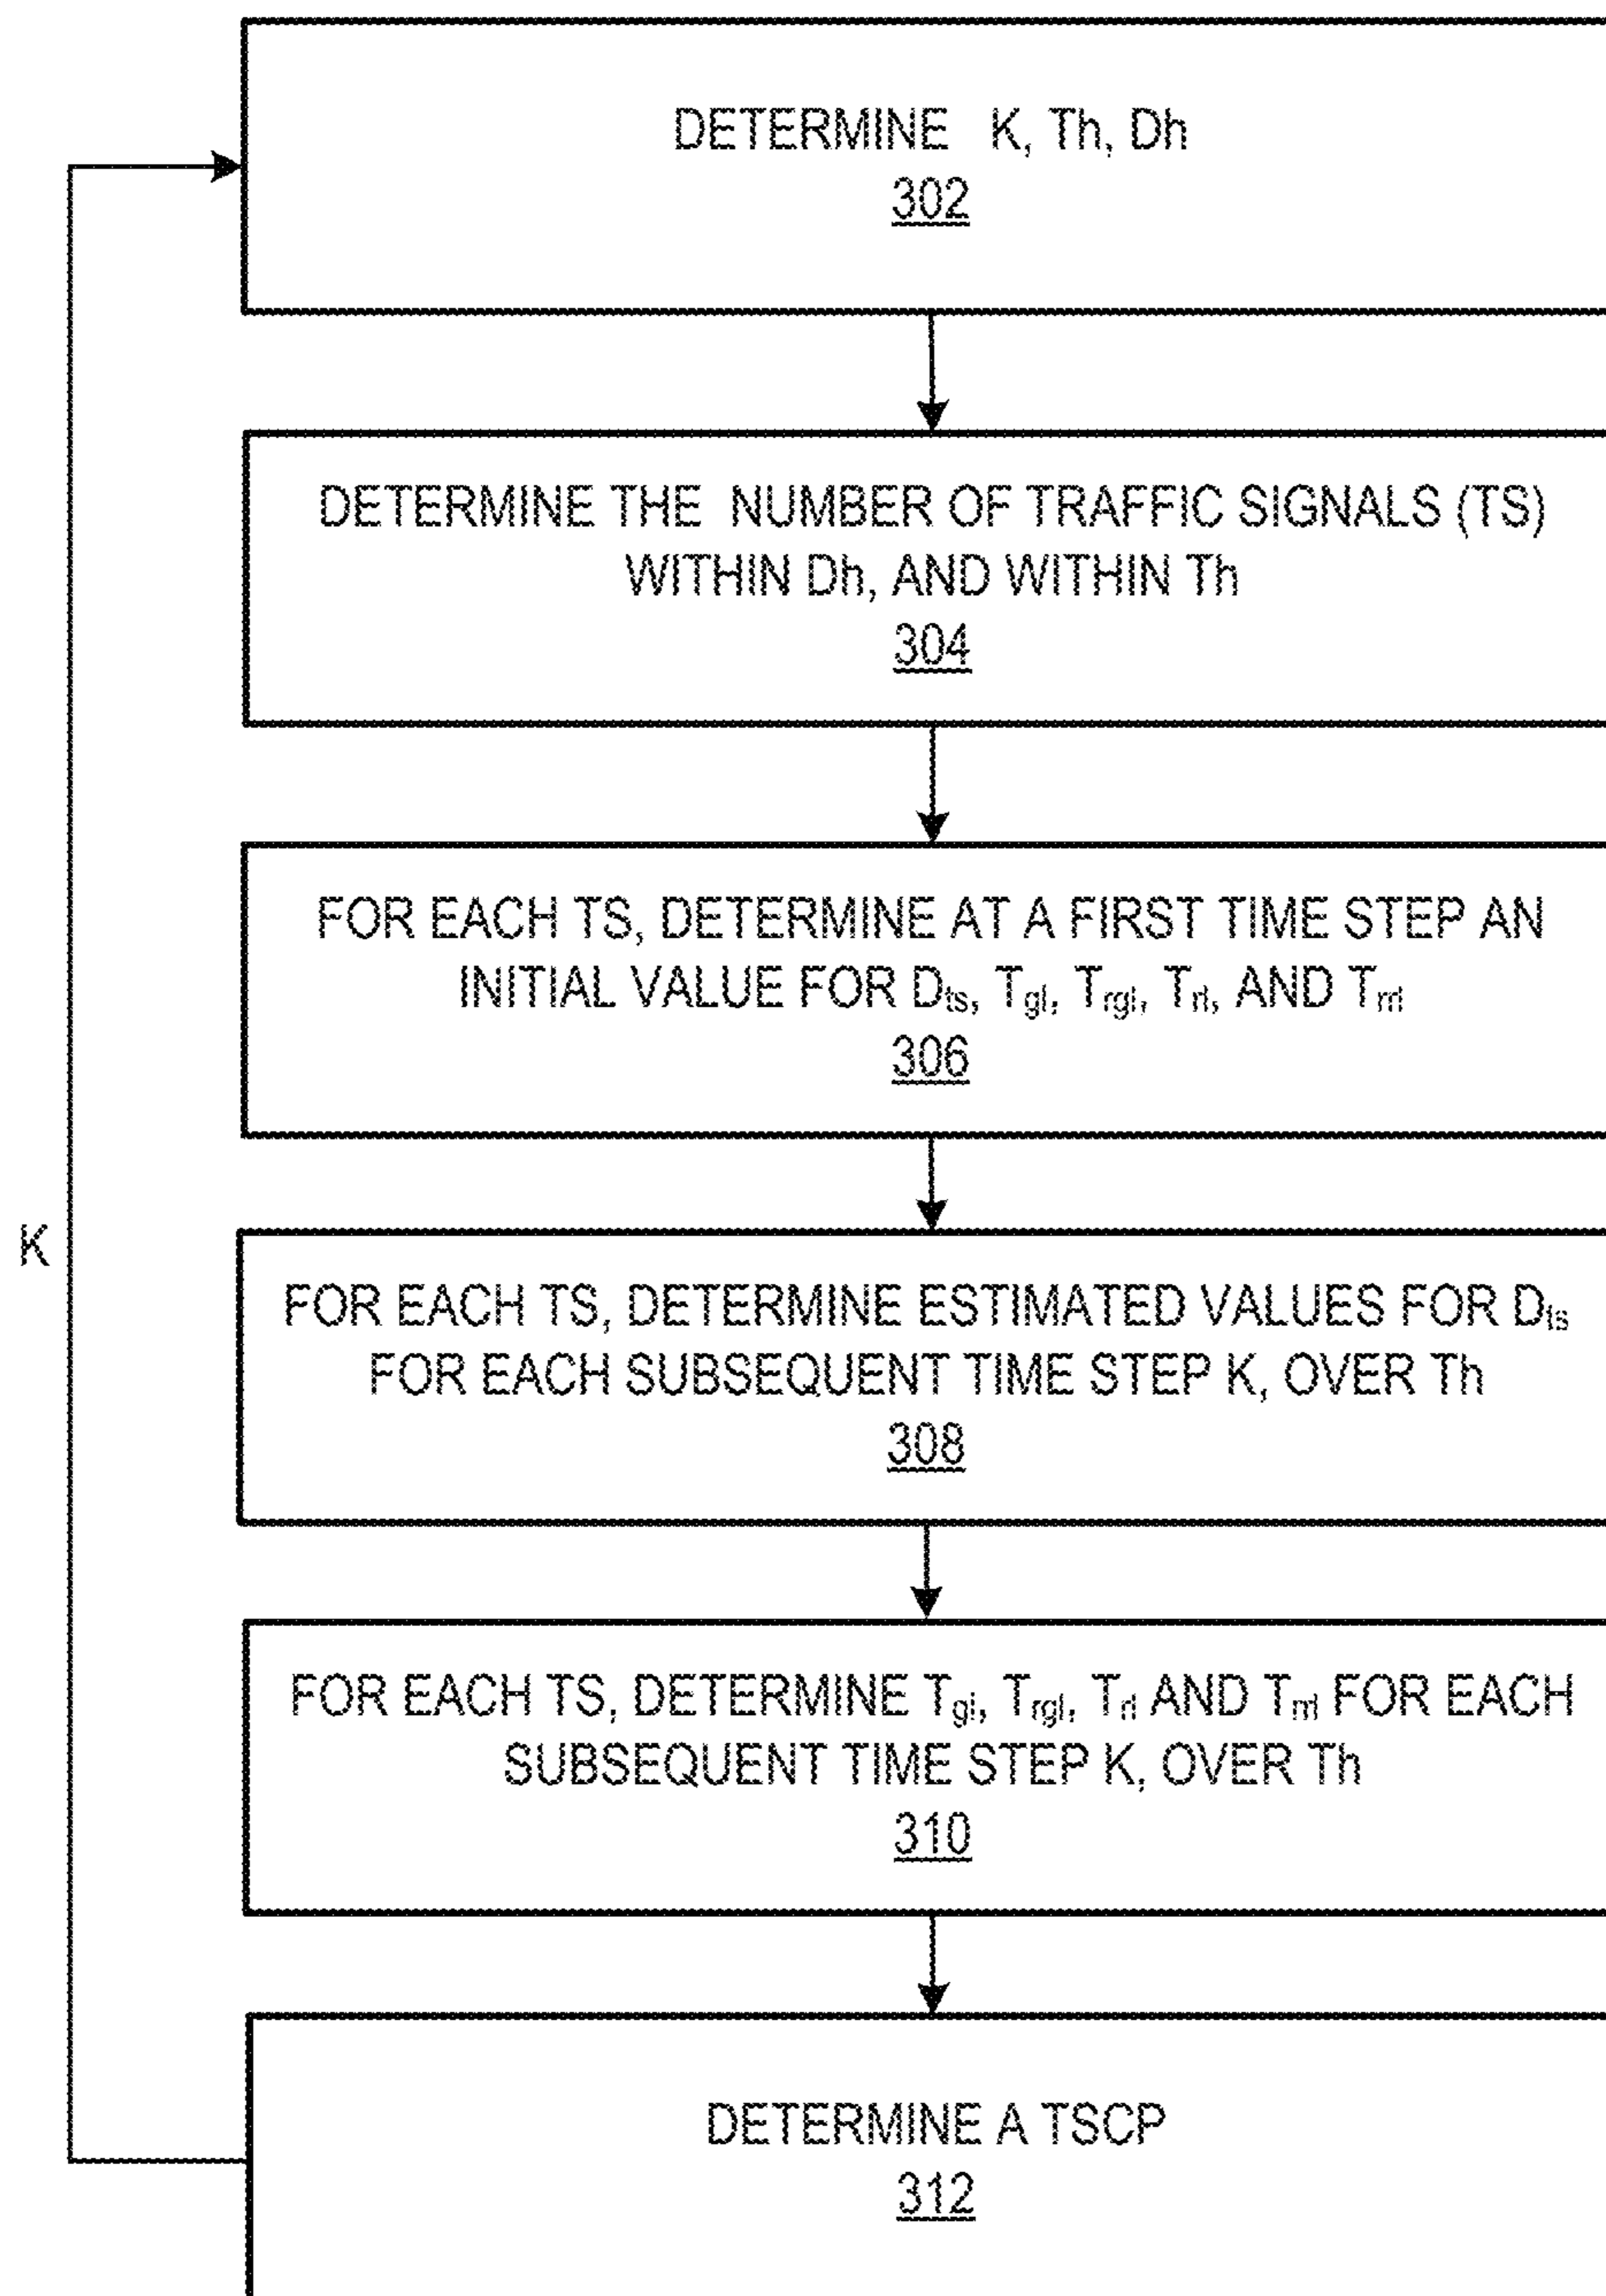 DETERMINE K, Th, Dh
302
DETERMINE THE NUMBER OF TRAFFIC SIGNALS (TS)
WITHIN Dh, AND WITHIN Th
304
FOR EACH TS, DETERMINE AT A FIRST TIME STEP AN
INITIAL VALUE FOR Dts, Tgl, Trgl, Trl, AND Trrl
306
K
FOR EACH TS, DETERMINE ESTIMATED VALUES FOR Dts
FOR EACH SUBSEQUENT TIME STEP K, OVER Th
308
FOR EACH TS, DETERMINE Tgl, Trgl, Trl AND Trrl FOR EACH
SUBSEQUENT TIME STEP K, OVER Th
310
DETERMINE A TSCP
312